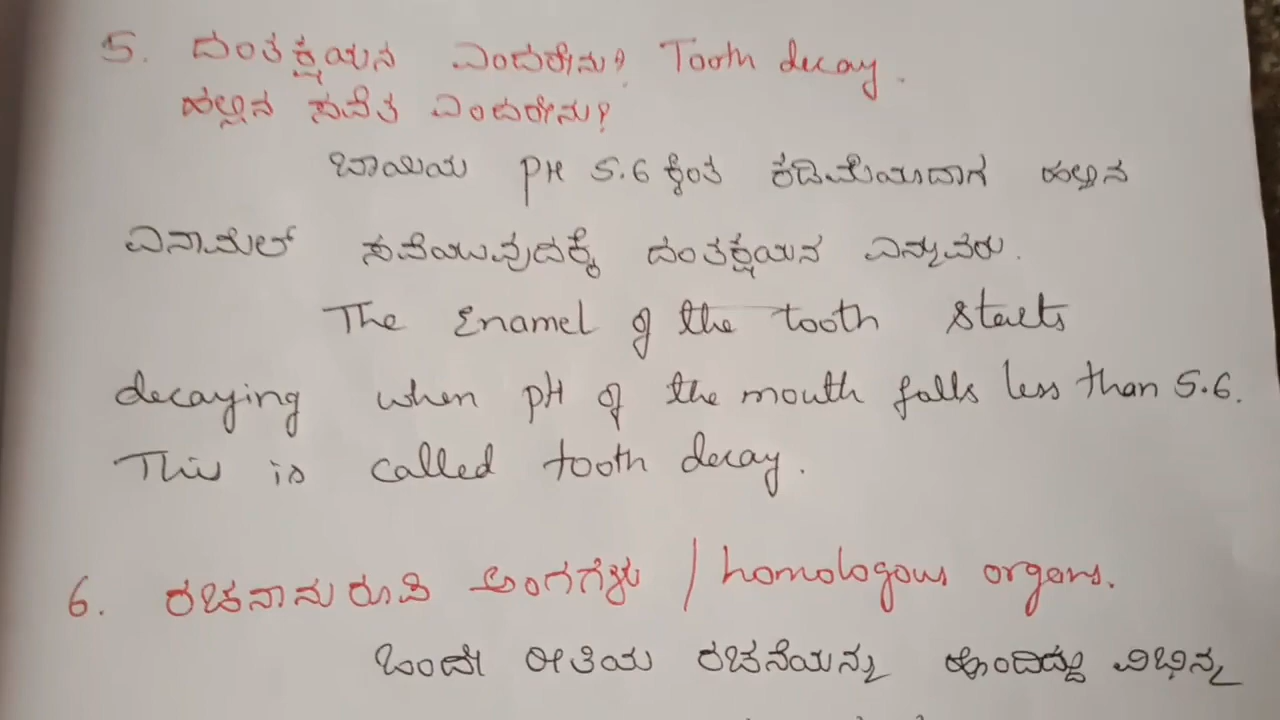 5. ದಂತಕ್ಷಯನ ಎಂದರೇನು? Tooth decay.
ಹಲ್ಲಿನ ಸವೆತ ಎಂದರೇನು?
ಬಾಯಿಯ pH 5.6 ಕ್ಕಿಂತ ಕಡಿಮೆಯಾದಾಗ ಹಲ್ಲಿನ
ಎನಾಮೆಲ್ ಸವೆಯುವುದಕ್ಕೆ ದಂತಕ್ಷಯನ ಎನ್ನುವರು.
The Enamel of the tooth starts
decaying when pH of the mouth falls less than 5.6.
This is called tooth decay.
6. ರಚನಾನುರೂಪಿ ಅಂಗಗಳು / homologous organs.
ಒಂದೇ ರೀತಿಯ ರಚನೆಯನ್ನು ಹೊಂದಿದ್ದು ವಿಭಿನ್ನ